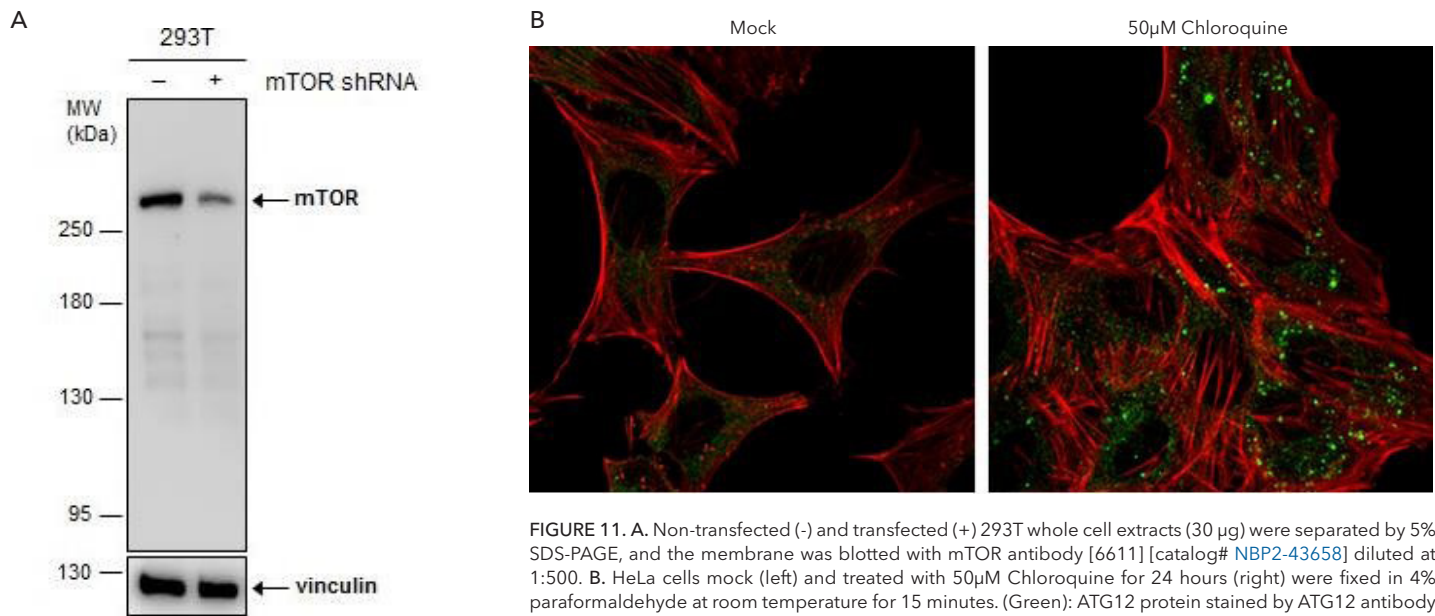 A
293T
– +
mTOR shRNA
MW
(kDa)
mTOR
250
180
130
95
130
vinculin
B
Mock
50µM Chloroquine
FIGURE 11. A. Non-transfected (-) and transfected (+) 293T whole cell extracts (30 µg) were separated by 5%
SDS-PAGE, and the membrane was blotted with mTOR antibody [6611] [catalog# NBP2-43658] diluted at
1:500. B. HeLa cells mock (left) and treated with 50µM Chloroquine for 24 hours (right) were fixed in 4%
paraformaldehyde at room temperature for 15 minutes. (Green): ATG12 protein stained by ATG12 antibody